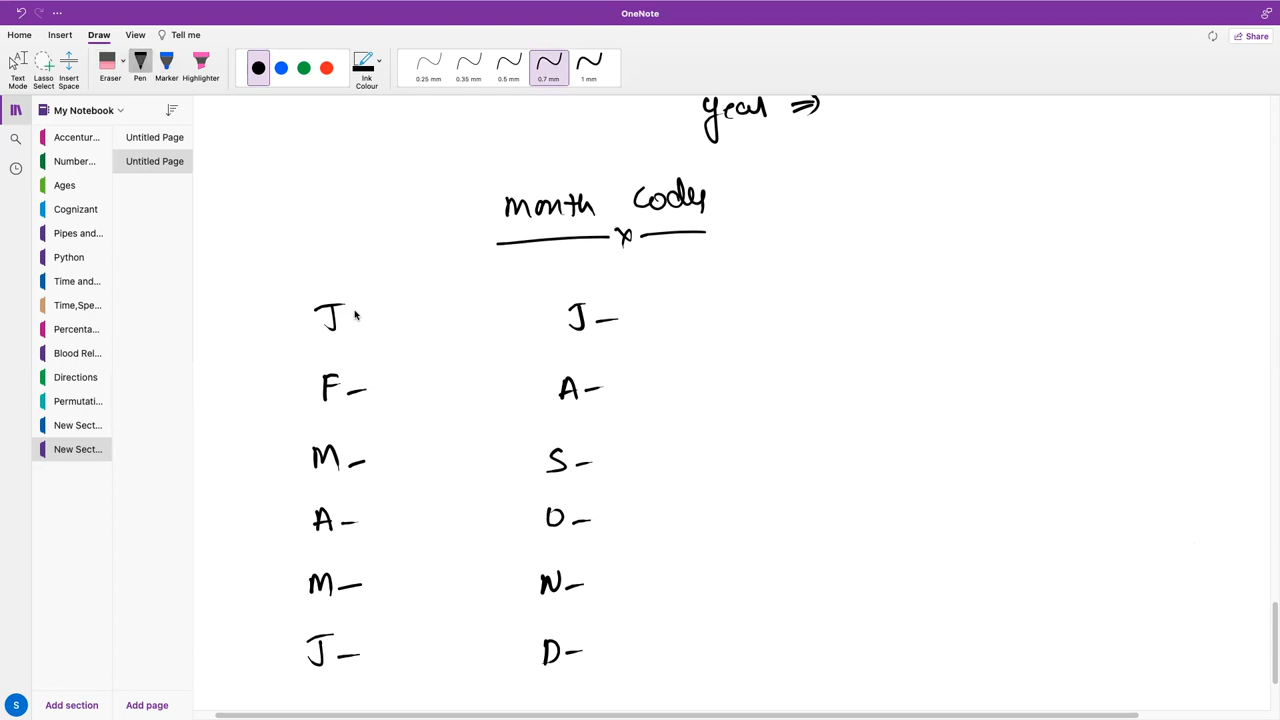 OneNote
Home Insert Draw View Tell me
Share
Text Mode
Lasso Select
Insert Space
Eraser
Pen
Marker
Highlighter
Ink Colour
0.25 mm
0.35 mm
0.5 mm
0.7 mm
1 mm
My Notebook
Accentur...
Number...
Ages
Cognizant
Pipes and...
Python
Time and...
Time,Spe...
Percenta...
Blood Rel...
Directions
Permutati...
New Sect...
New Sect...
Untitled Page
Untitled Page
year ⇒
month codes
x
J
J –
F –
A –
M –
S –
A –
O –
M –
N –
J –
D –
S
Add section
Add page